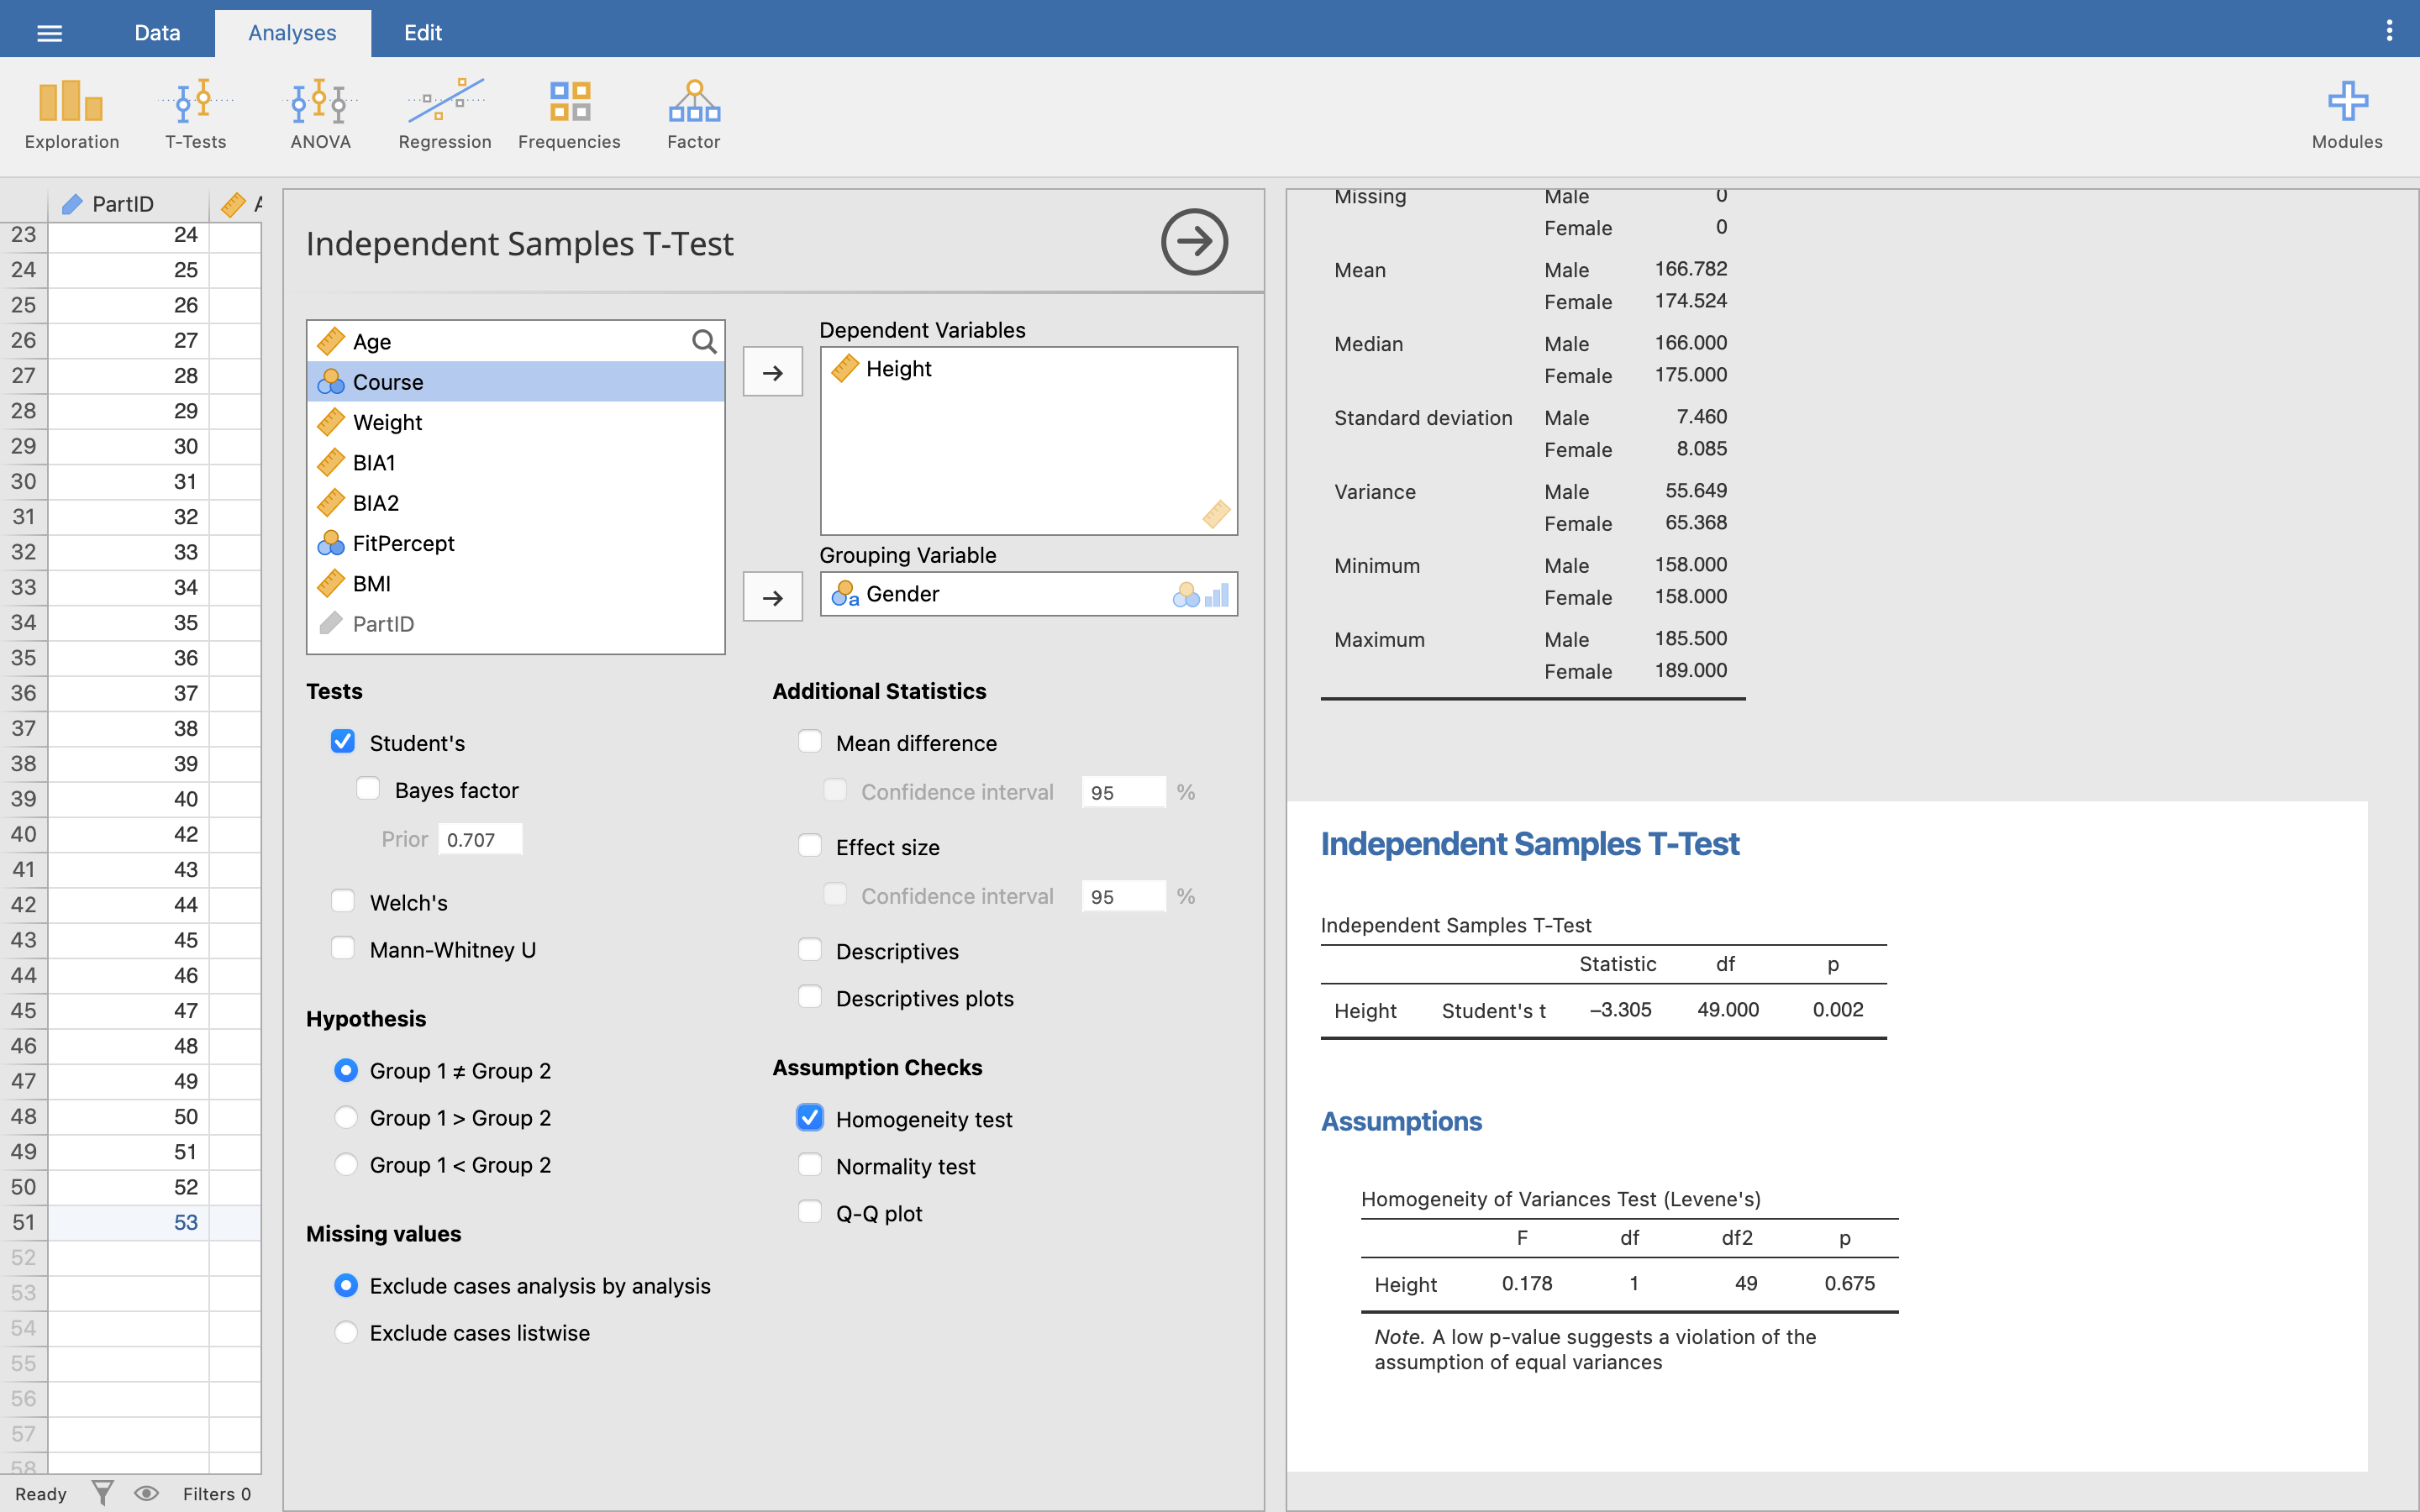 Data Analyses Edit
Exploration T-Tests ANOVA Regression Frequencies Factor Modules
PartID A
23 24
24 25
25 26
26 27
27 28
28 29
29 30
30 31
31 32
32 33
33 34
34 35
35 36
36 37
37 38
38 39
39 40
40 42
41 43
42 44
43 45
44 46
45 47
46 48
47 49
48 50
49 51
50 52
51 53
52
53
54
55
56
57
58
Ready Filters 0
Independent Samples T-Test
Age
Course
Weight
BIA1
BIA2
FitPercept
BMI
PartID
Dependent Variables
Height
Grouping Variable
a Gender
Tests
Student's
Bayes factor
Prior 0.707
Welch's
Mann-Whitney U
Hypothesis
Group 1 ≠ Group 2
Group 1 > Group 2
Group 1 < Group 2
Missing values
Exclude cases analysis by analysis
Exclude cases listwise
Additional Statistics
Mean difference
Confidence interval 95 %
Effect size
Confidence interval 95 %
Descriptives
Descriptives plots
Assumption Checks
Homogeneity test
Normality test
Q-Q plot
Missing Male 0
Female 0
Mean Male 166.782
Female 174.524
Median Male 166.000
Female 175.000
Standard deviation Male 7.460
Female 8.085
Variance Male 55.649
Female 65.368
Minimum Male 158.000
Female 158.000
Maximum Male 185.500
Female 189.000
Independent Samples T-Test
Independent Samples T-Test
Statistic df p
Height Student's t −3.305 49.000 0.002
Assumptions
Homogeneity of Variances Test (Levene's)
F df df2 p
Height 0.178 1 49 0.675
Note. A low p-value suggests a violation of the
assumption of equal variances